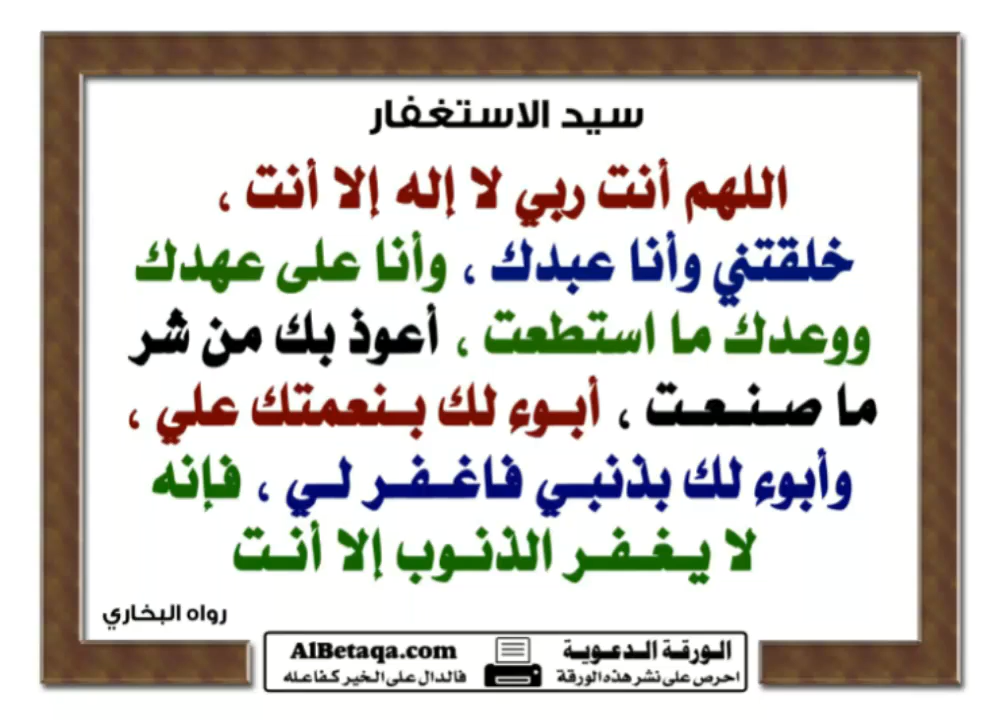 سيد الاستغفار
اللهم أنت ربي لا إله إلا أنت ،
خلقتني وأنا عبدك ، وأنا على عهدك
ووعدك ما استطعت ، أعوذ بك من شر
ما صنعت ، أبوء لك بنعمتك علي ،
وأبوء لك بذنبي فاغفر لي ، فإنه
لا يغفر الذنوب إلا أنت
رواه البخاري
الورقة الدعوية
احرص على نشر هذه الورقة
AlBetaqa.com
فالدال على الخير كفاعله